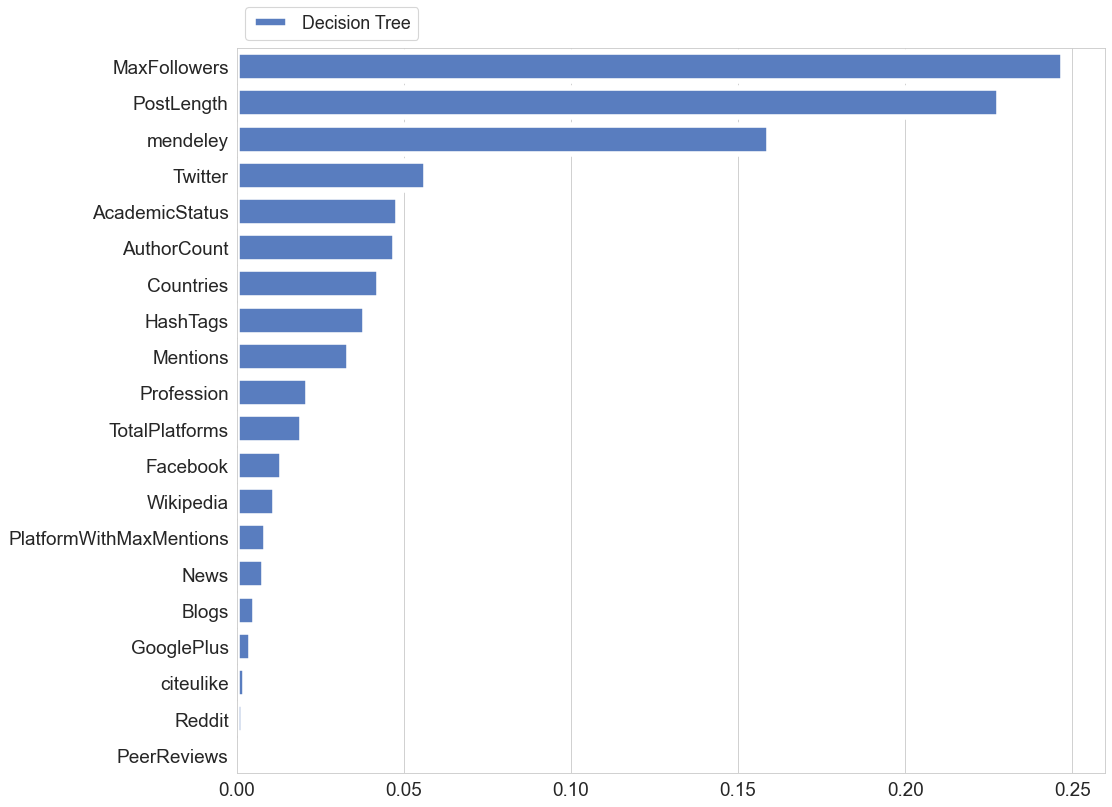 Decision Tree
MaxFollowers
PostLength
mendeley
Twitter
AcademicStatus
AuthorCount
Countries
HashTags
Mentions
Profession
TotalPlatforms
Facebook
Wikipedia
PlatformWithMaxMentions
News
Blogs
GooglePlus
citeulike
Reddit
PeerReviews
0.00 0.05 0.10 0.15 0.20 0.25